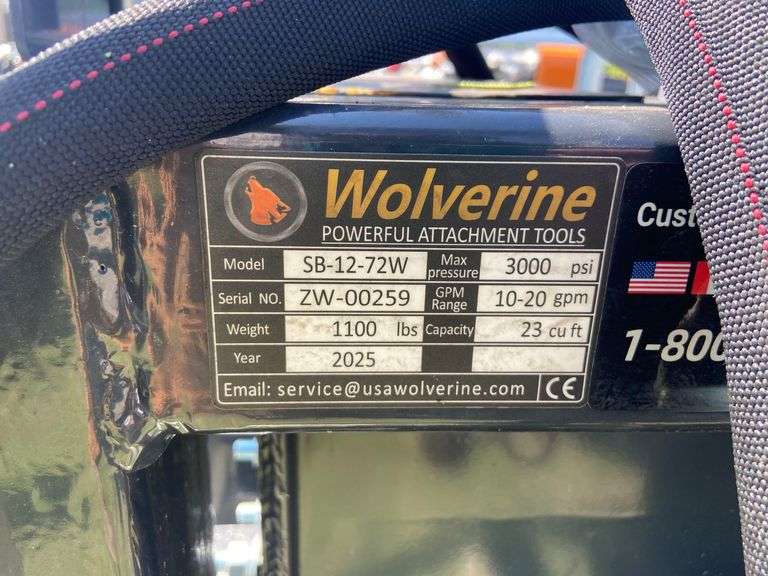 Wolverine
POWERFUL ATTACHMENT TOOLS
Model SB-12-72W Max pressure 3000 psi
Serial NO. ZW-00259 GPM Range 10-20 gpm
Weight 1100 lbs Capacity 23 cu ft
Year 2025
Email: service@usawolverine.com CE
1-800